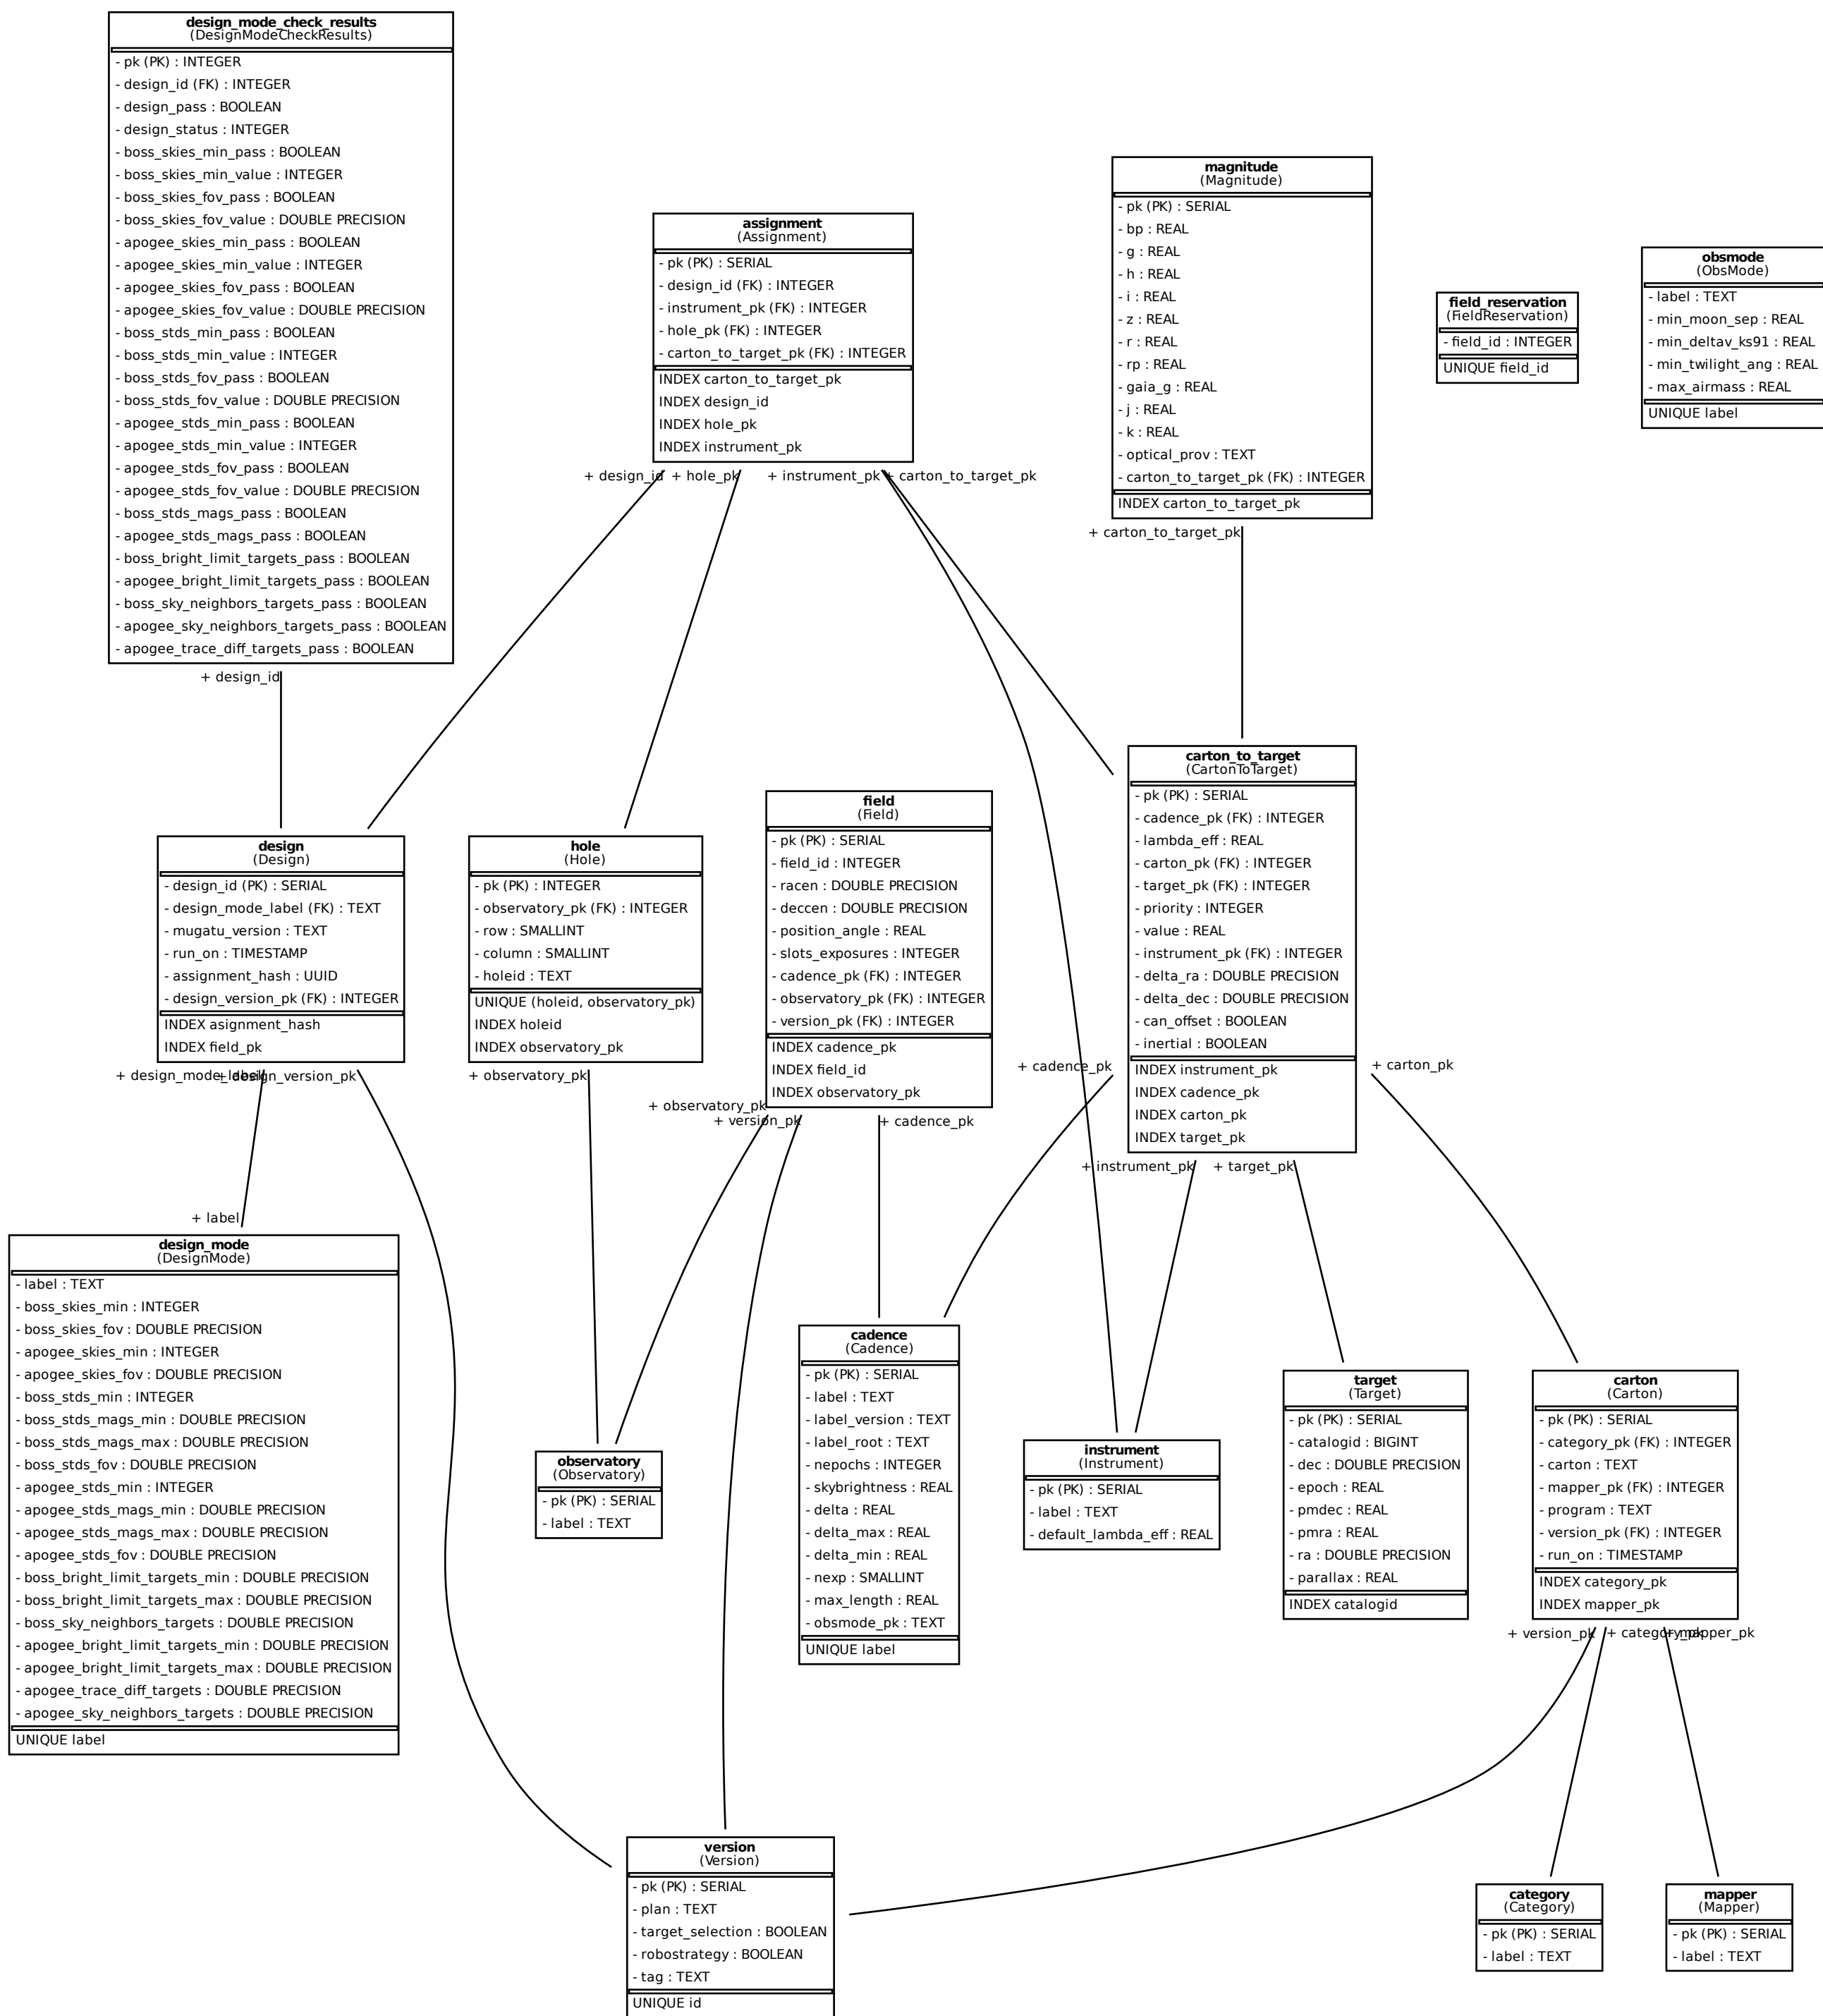 design_mode_check_results
(DesignModeCheckResults)
- pk (PK) : INTEGER
- design_id (FK) : INTEGER
- design_pass : BOOLEAN
- design_status : INTEGER
- boss_skies_min_pass : BOOLEAN
- boss_skies_min_value : INTEGER
- boss_skies_fov_pass : BOOLEAN
- boss_skies_fov_value : DOUBLE PRECISION
- apogee_skies_min_pass : BOOLEAN
- apogee_skies_min_value : INTEGER
- apogee_skies_fov_pass : BOOLEAN
- apogee_skies_fov_value : DOUBLE PRECISION
- boss_stds_min_pass : BOOLEAN
- boss_stds_min_value : INTEGER
- boss_stds_fov_pass : BOOLEAN
- boss_stds_fov_value : DOUBLE PRECISION
- apogee_stds_min_pass : BOOLEAN
- apogee_stds_min_value : INTEGER
- apogee_stds_fov_pass : BOOLEAN
- apogee_stds_fov_value : DOUBLE PRECISION
- boss_stds_mags_pass : BOOLEAN
- apogee_stds_mags_pass : BOOLEAN
- boss_bright_limit_targets_pass : BOOLEAN
- apogee_bright_limit_targets_pass : BOOLEAN
- boss_sky_neighbors_targets_pass : BOOLEAN
- apogee_sky_neighbors_targets_pass : BOOLEAN
- apogee_trace_diff_targets_pass : BOOLEAN
+ design_id
assignment
(Assignment)
- pk (PK) : SERIAL
- design_id (FK) : INTEGER
- instrument_pk (FK) : INTEGER
- hole_pk (FK) : INTEGER
- carton_to_target_pk (FK) : INTEGER
INDEX carton_to_target_pk
INDEX design_id
INDEX hole_pk
INDEX instrument_pk
+ design_id
+ hole_pk
+ instrument_pk
+ carton_to_target_pk
magnitude
(Magnitude)
- pk (PK) : SERIAL
- bp : REAL
- g : REAL
- h : REAL
- i : REAL
- z : REAL
- r : REAL
- rp : REAL
- gaia_g : REAL
- j : REAL
- k : REAL
- optical_prov : TEXT
- carton_to_target_pk (FK) : INTEGER
INDEX carton_to_target_pk
+ carton_to_target_pk
field_reservation
(FieldReservation)
- field_id : INTEGER
UNIQUE field_id
obsmode
(ObsMode)
- label : TEXT
- min_moon_sep : REAL
- min_deltav_ks91 : REAL
- min_twilight_ang : REAL
- max_airmass : REAL
UNIQUE label
design
(Design)
- design_id (PK) : SERIAL
- design_mode_label (FK) : TEXT
- mugatu_version : TEXT
- run_on : TIMESTAMP
- assignment_hash : UUID
- design_version_pk (FK) : INTEGER
INDEX asignment_hash
INDEX field_pk
+ design_mode_label
+ design_version_pk
hole
(Hole)
- pk (PK) : INTEGER
- observatory_pk (FK) : INTEGER
- row : SMALLINT
- column : SMALLINT
- holeid : TEXT
UNIQUE (holeid, observatory_pk)
INDEX holeid
INDEX observatory_pk
+ observatory_pk
field
(Field)
- pk (PK) : SERIAL
- field_id : INTEGER
- racen : DOUBLE PRECISION
- deccen : DOUBLE PRECISION
- position_angle : REAL
- slots_exposures : INTEGER
- cadence_pk (FK) : INTEGER
- observatory_pk (FK) : INTEGER
- version_pk (FK) : INTEGER
INDEX cadence_pk
INDEX field_id
INDEX observatory_pk
+ observatory_pk
+ version_pk
+ cadence_pk
carton_to_target
(CartonToTarget)
- pk (PK) : SERIAL
- cadence_pk (FK) : INTEGER
- lambda_eff : REAL
- carton_pk (FK) : INTEGER
- target_pk (FK) : INTEGER
- priority : INTEGER
- value : REAL
- instrument_pk (FK) : INTEGER
- delta_ra : DOUBLE PRECISION
- delta_dec : DOUBLE PRECISION
- can_offset : BOOLEAN
- inertial : BOOLEAN
INDEX instrument_pk
INDEX cadence_pk
INDEX carton_pk
INDEX target_pk
+ cadence_pk
+ carton_pk
+ instrument_pk
+ target_pk
+ label
design_mode
(DesignMode)
- label : TEXT
- boss_skies_min : INTEGER
- boss_skies_fov : DOUBLE PRECISION
- apogee_skies_min : INTEGER
- apogee_skies_fov : DOUBLE PRECISION
- boss_stds_min : INTEGER
- boss_stds_mags_min : DOUBLE PRECISION
- boss_stds_mags_max : DOUBLE PRECISION
- boss_stds_fov : DOUBLE PRECISION
- apogee_stds_min : INTEGER
- apogee_stds_mags_min : DOUBLE PRECISION
- apogee_stds_mags_max : DOUBLE PRECISION
- apogee_stds_fov : DOUBLE PRECISION
- boss_bright_limit_targets_min : DOUBLE PRECISION
- boss_bright_limit_targets_max : DOUBLE PRECISION
- boss_sky_neighbors_targets : DOUBLE PRECISION
- apogee_bright_limit_targets_min : DOUBLE PRECISION
- apogee_bright_limit_targets_max : DOUBLE PRECISION
- apogee_trace_diff_targets : DOUBLE PRECISION
- apogee_sky_neighbors_targets : DOUBLE PRECISION
UNIQUE label
observatory
(Observatory)
- pk (PK) : SERIAL
- label : TEXT
cadence
(Cadence)
- pk (PK) : SERIAL
- label : TEXT
- label_version : TEXT
- label_root : TEXT
- nepochs : INTEGER
- skybrightness : REAL
- delta : REAL
- delta_max : REAL
- delta_min : REAL
- nexp : SMALLINT
- max_length : REAL
- obsmode_pk : TEXT
UNIQUE label
instrument
(Instrument)
- pk (PK) : SERIAL
- label : TEXT
- default_lambda_eff : REAL
target
(Target)
- pk (PK) : SERIAL
- catalogid : BIGINT
- dec : DOUBLE PRECISION
- epoch : REAL
- pmdec : REAL
- pmra : REAL
- ra : DOUBLE PRECISION
- parallax : REAL
INDEX catalogid
carton
(Carton)
- pk (PK) : SERIAL
- category_pk (FK) : INTEGER
- carton : TEXT
- mapper_pk (FK) : INTEGER
- program : TEXT
- version_pk (FK) : INTEGER
- run_on : TIMESTAMP
INDEX category_pk
INDEX mapper_pk
+ version_pk
+ category_pk
+ mapper_pk
version
(Version)
- pk (PK) : SERIAL
- plan : TEXT
- target_selection : BOOLEAN
- robostrategy : BOOLEAN
- tag : TEXT
UNIQUE id
category
(Category)
- pk (PK) : SERIAL
- label : TEXT
mapper
(Mapper)
- pk (PK) : SERIAL
- label : TEXT